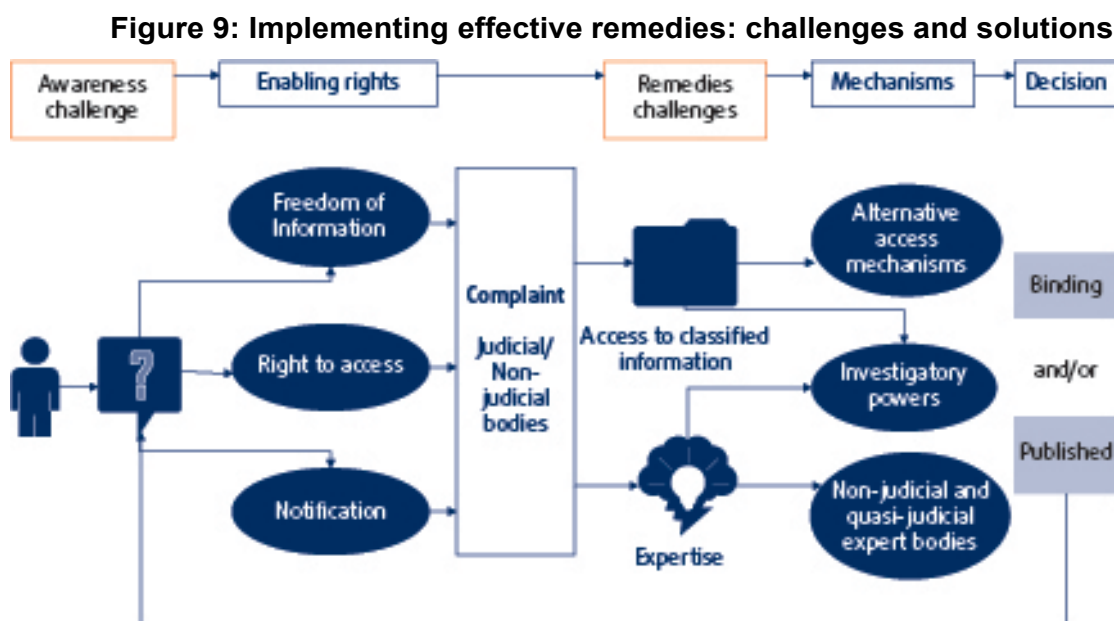 Figure 9: Implementing effective remedies: challenges and solutions
Awareness
challenge
Enabling rights
Remedies
challenges
Mechanisms
Decision
Freedom of
Information
Right to access
Notification
Complaint
Judicial/
Non-
judicial
bodies
Access to classified
information
Expertise
Alternative
access
mechanisms
Investigatory
powers
Non-judicial and
quasi-judicial
expert bodies
Binding
and/or
Published
?